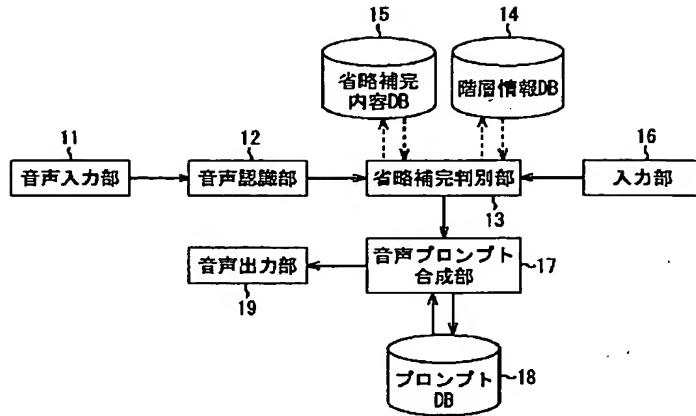 15
14
省略補完
内容DB
階層情報DB
11
12
16
音声入力部
音声認識部
省略補完判別部
入力部
13
音声出力部
音声プロンプト
合成部
17
19
プロンプト
DB
18